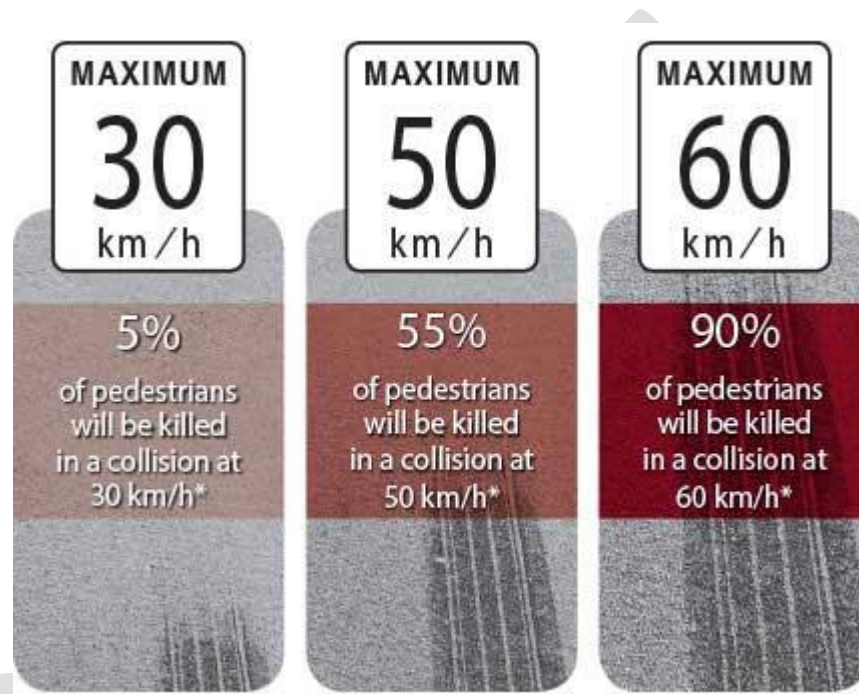 MAXIMUM
30
km/h
5%
of pedestrians
will be killed
in a collision at
30 km/h*
MAXIMUM
50
km/h
55%
of pedestrians
will be killed
in a collision at
50 km/h*
MAXIMUM
60
km/h
90%
of pedestrians
will be killed
in a collision at
60 km/h*